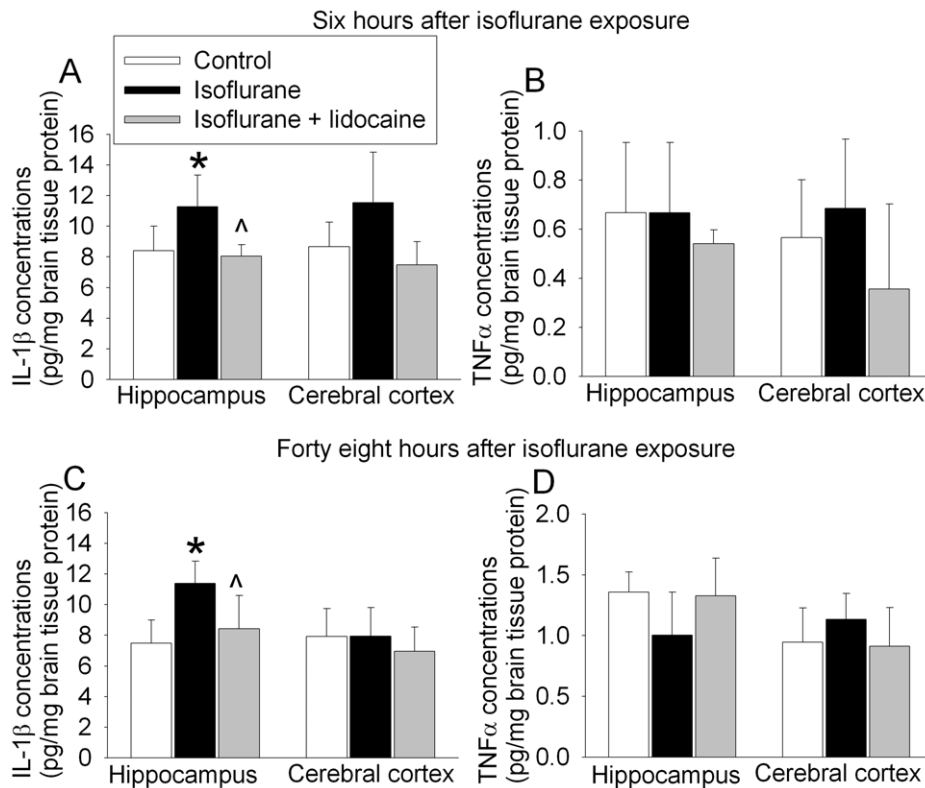 Six hours after isoflurane exposure
A
Control
Isoflurane
Isoflurane + lidocaine
IL-1β concentrations
(pg/mg brain tissue protein)
16
14
12
10
8
6
4
2
0
*
^
Hippocampus
Cerebral cortex
B
TNFα concentrations
(pg/mg brain tissue protein)
1.0
0.8
0.6
0.4
0.2
0.0
Hippocampus
Cerebral cortex
Forty eight hours after isoflurane exposure
C
IL-1β concentrations
(pg/mg brain tissue protein)
16
14
12
10
8
6
4
2
0
*
^
Hippocampus
Cerebral cortex
D
TNFα concentrations
(pg/mg brain tissue protein)
2.0
1.5
1.0
0.5
0.0
Hippocampus
Cerebral cortex